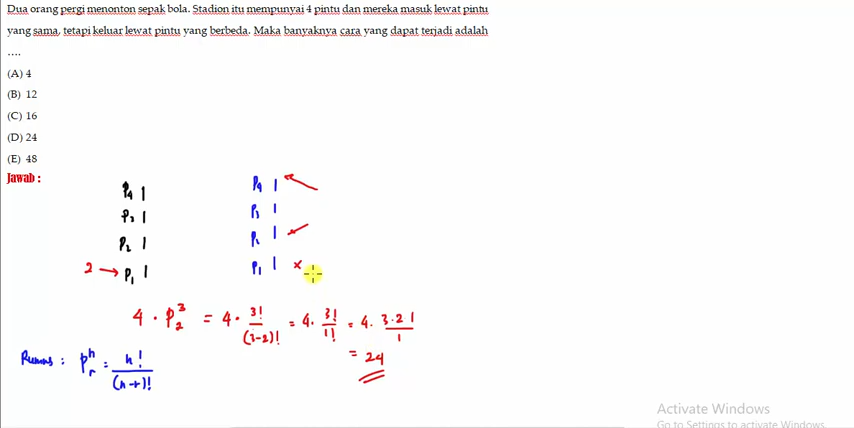 Dua orang pergi menonton sepak bola. Stadion itu mempunyai 4 pintu dan mereka masuk lewat pintu
yang sama, tetapi keluar lewat pintu yang berbeda. Maka banyaknya cara yang dapat terjadi adalah
....
(A) 4
(B) 12
(C) 16
(D) 24
(E) 48
Jawab :
P4 | P4 |
P3 | P3 |
P2 | P2 |
2 → P1 | P1 | ×
4 · P³₂ = 4 · 3!/(3-2)! = 4 · 3!/1! = 4 · 3·2 1/1
= 24
Rumus : Pⁿᵣ = n!/(n-r)!
Activate Windows
Go to Settings to activate Windows.